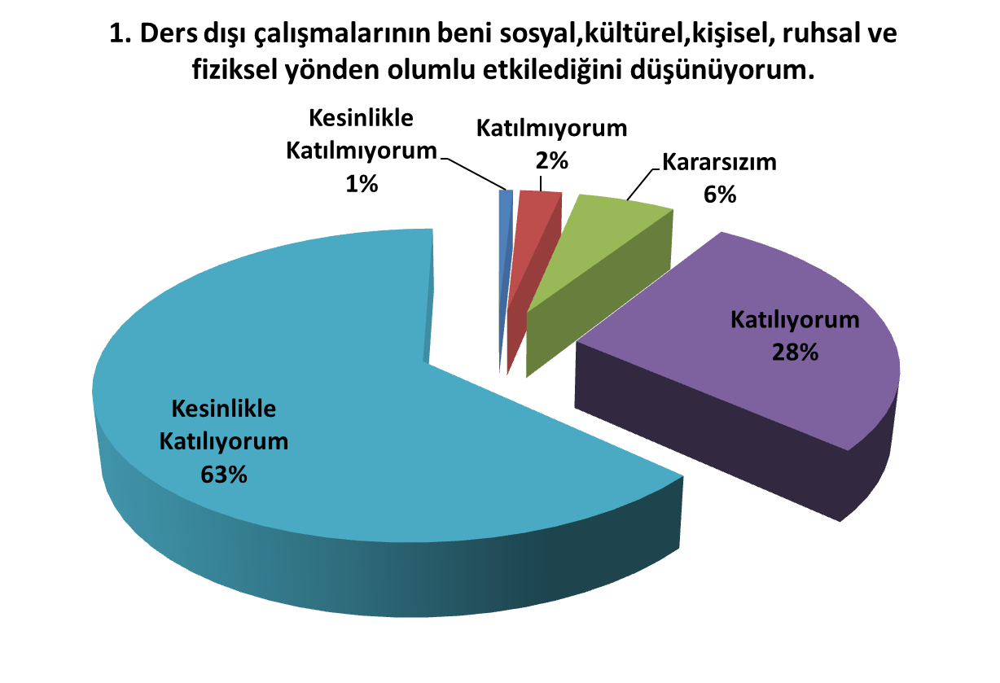 1. Ders dışı çalışmalarının beni sosyal,kültürel,kişisel, ruhsal ve
fiziksel yönden olumlu etkilediğini düşünüyorum.
Kesinlikle
Katılmıyorum
1%
Katılmıyorum
2%
Kararsızım
6%
Katılıyorum
28%
Kesinlikle
Katılıyorum
63%